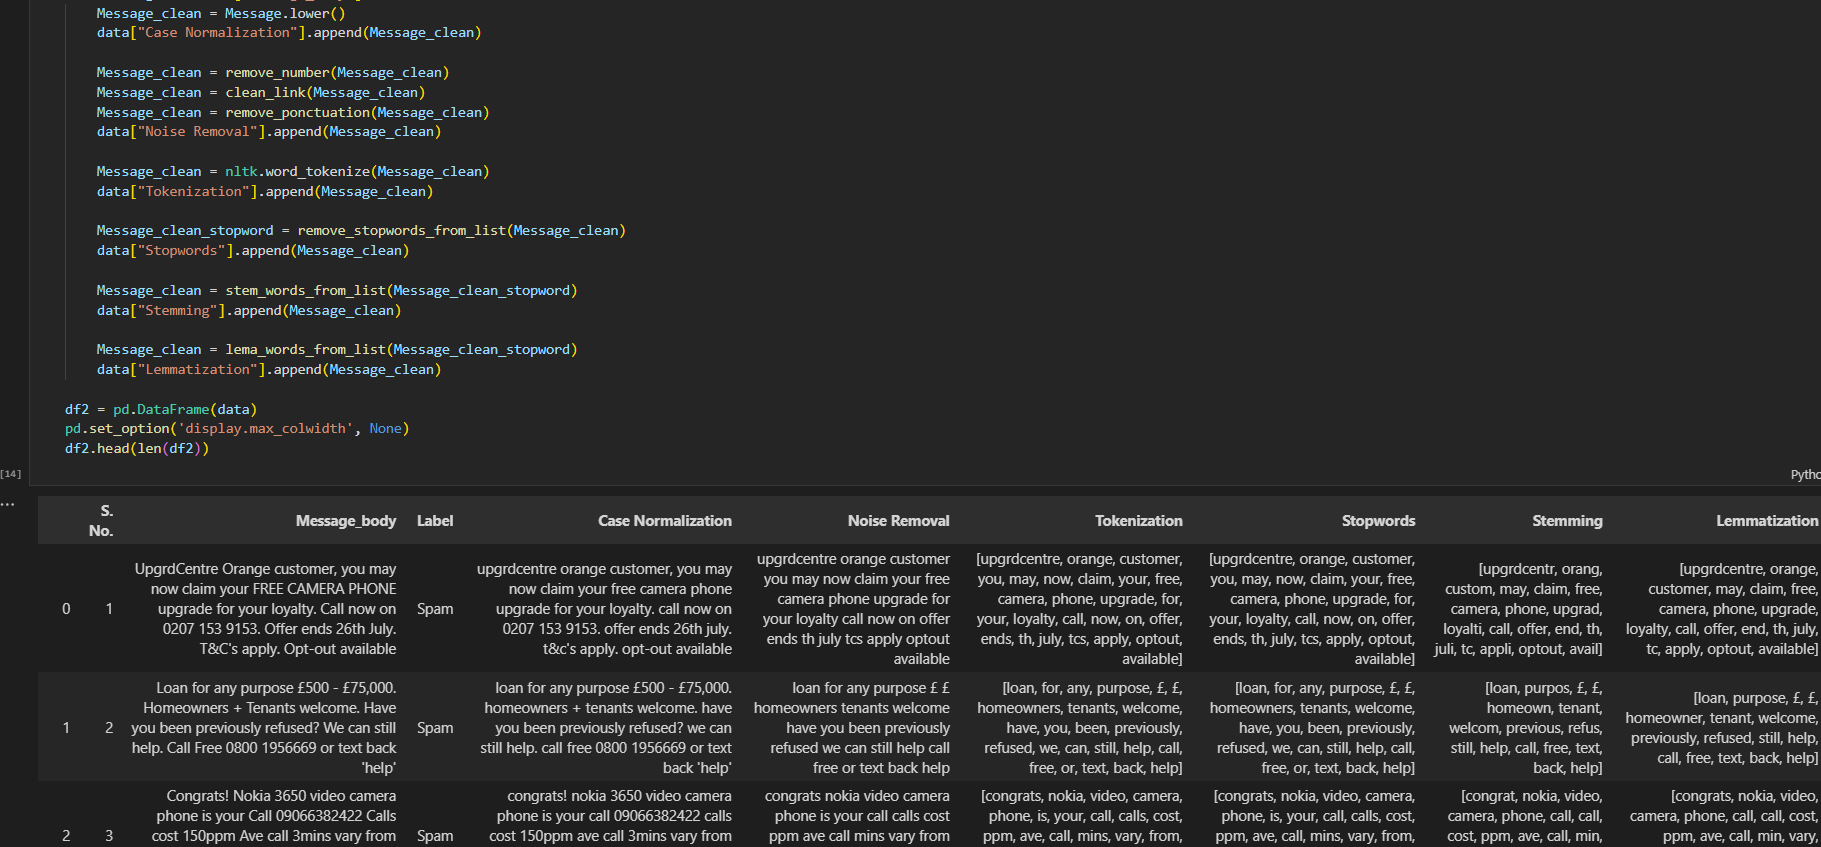 Message_clean = Message.lower()
data["Case Normalization"].append(Message_clean)
Message_clean = remove_number(Message_clean)
Message_clean = clean_link(Message_clean)
Message_clean = remove_ponctuation(Message_clean)
data["Noise Removal"].append(Message_clean)
Message_clean = nltk.word_tokenize(Message_clean)
data["Tokenization"].append(Message_clean)
Message_clean_stopword = remove_stopwords_from_list(Message_clean)
data["Stopwords"].append(Message_clean)
Message_clean = stem_words_from_list(Message_clean_stopword)
data["Stemming"].append(Message_clean)
Message_clean = lema_words_from_list(Message_clean_stopword)
data["Lemmatization"].append(Message_clean)
df2 = pd.DataFrame(data)
pd.set_option('display.max_colwidth', None)
df2.head(len(df2))
[14]
Pytho
...
S. No.
Message_body
Label
Case Normalization
Noise Removal
Tokenization
Stopwords
Stemming
Lemmatization
0
1
UpgrdCentre Orange customer, you may
now claim your FREE CAMERA PHONE
upgrade for your loyalty. Call now on
0207 153 9153. Offer ends 26th July.
T&C's apply. Opt-out available
Spam
upgrdcentre orange customer, you may
now claim your free camera phone
upgrade for your loyalty. call now on
0207 153 9153. offer ends 26th july.
t&c's apply. opt-out available
upgrdcentre orange customer
you may now claim your free
camera phone upgrade for
your loyalty call now on offer
ends th july tcs apply optout
available
[upgrdcentre, orange, customer,
you, may, now, claim, your, free,
camera, phone, upgrade, for,
your, loyalty, call, now, on, offer,
ends, th, july, tcs, apply, optout,
available]
[upgrdcentre, orange, customer,
you, may, now, claim, your, free,
camera, phone, upgrade, for,
your, loyalty, call, now, on, offer,
ends, th, july, tcs, apply, optout,
available]
[upgrdcentr, orang,
custom, may, claim, free,
camera, phone, upgrad,
loyalti, call, offer, end, th,
juli, tc, appli, optout, avail]
[upgrdcentre, orange,
customer, may, claim, free,
camera, phone, upgrade,
loyalty, call, offer, end, th, july,
tc, apply, optout, available]
1
2
Loan for any purpose £500 - £75,000.
Homeowners + Tenants welcome. Have
you been previously refused? We can still
help. Call Free 0800 1956669 or text back
'help'
Spam
loan for any purpose £500 - £75,000.
homeowners + tenants welcome. have
you been previously refused? we can
still help. call free 0800 1956669 or text
back 'help'
loan for any purpose £ £
homeowners tenants welcome
have you been previously
refused we can still help call
free or text back help
[loan, for, any, purpose, £, £,
homeowners, tenants, welcome,
have, you, been, previously,
refused, we, can, still, help, call,
free, or, text, back, help]
[loan, for, any, purpose, £, £,
homeowners, tenants, welcome,
have, you, been, previously,
refused, we, can, still, help, call,
free, or, text, back, help]
[loan, purpos, £, £,
homeown, tenant,
welcom, previous, refus,
still, help, call, free, text,
back, help]
[loan, purpose, £, £,
homeowner, tenant, welcome,
previously, refused, still, help,
call, free, text, back, help]
2
3
Congrats! Nokia 3650 video camera
phone is your Call 09066382422 Calls
cost 150ppm Ave call 3mins vary from
Spam
congrats! nokia 3650 video camera
phone is your call 09066382422 calls
cost 150ppm ave call 3mins vary from
congrats nokia video camera
phone is your call calls cost
ppm ave call mins vary from
[congrats, nokia, video, camera,
phone, is, your, call, calls, cost,
ppm, ave, call, mins, vary, from,
[congrats, nokia, video, camera,
phone, is, your, call, calls, cost,
ppm, ave, call, mins, vary, from,
[congrat, nokia, video,
camera, phone, call, call,
cost, ppm, ave, call, min,
[congrats, nokia, video,
camera, phone, call, call, cost,
ppm, ave, call, min, vary,